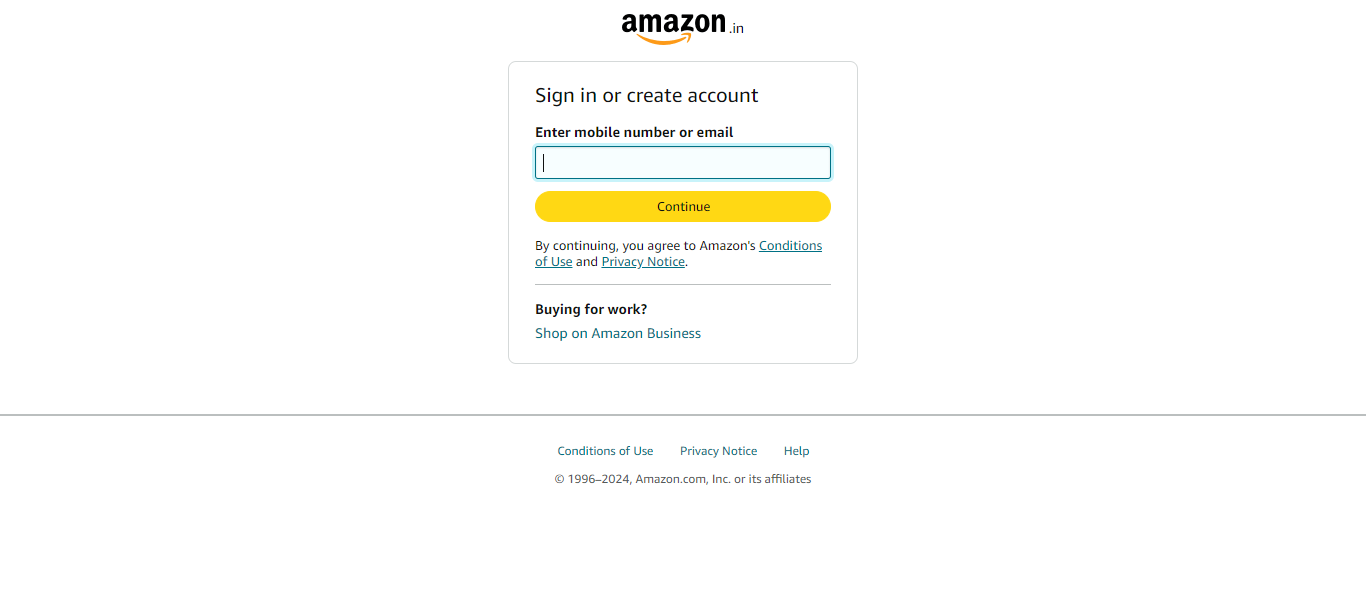 amazon.in
Sign in or create account
Enter mobile number or email
Continue
By continuing, you agree to Amazon's Conditions
of Use and Privacy Notice.
Buying for work?
Shop on Amazon Business
Conditions of Use Privacy Notice Help
© 1996–2024, Amazon.com, Inc. or its affiliates